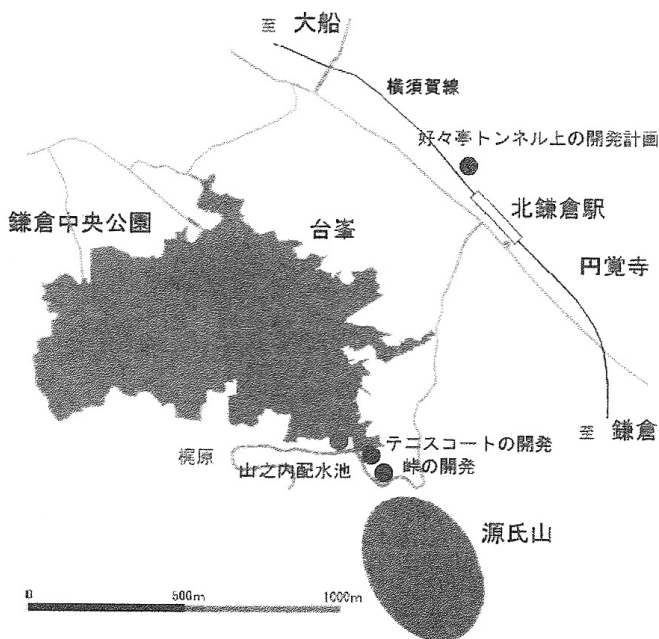 至 大船
横須賀線
好々亭トンネル上の開発計画
北鎌倉駅
鎌倉中央公園
台峯
円覚寺
至 鎌倉
テニスコートの開発
梶原
山之内配水池
峠の開発
源氏山
0 500m 1000m